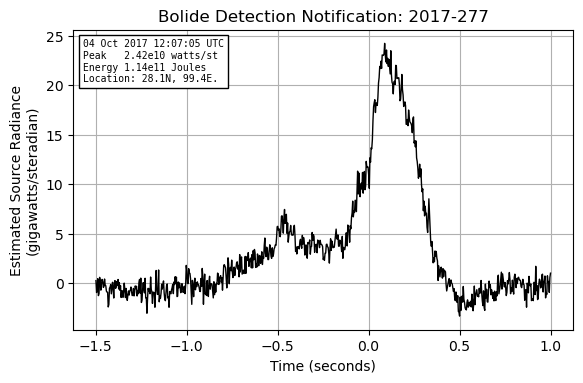 Bolide Detection Notification: 2017-277
04 Oct 2017 12:07:05 UTC
Peak   2.42e10 watts/st
Energy 1.14e11 Joules
Location: 28.1N, 99.4E.
Estimated Source Radiance
(gigawatts/steradian)
25
20
15
10
5
0
−1.5 −1.0 −0.5 0.0 0.5 1.0
Time (seconds)